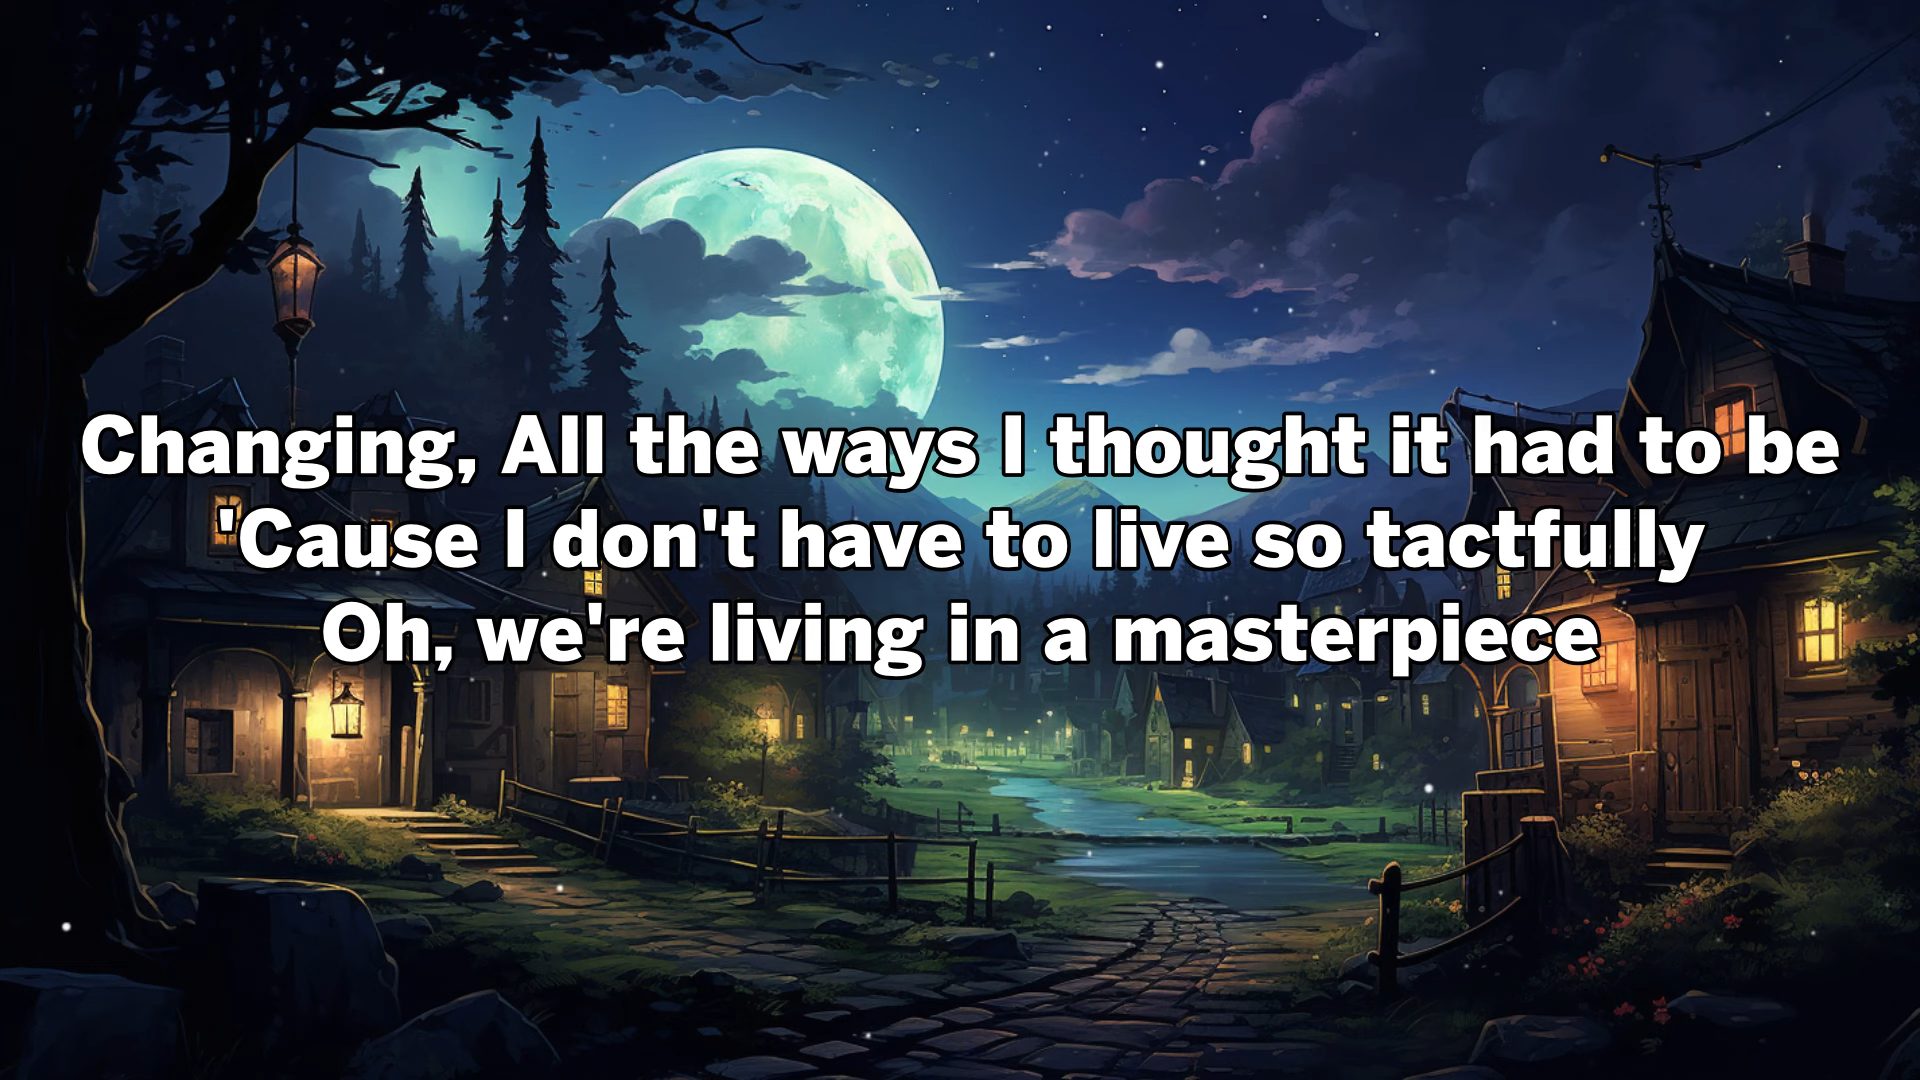 Changing, All the ways I thought it had to be
'Cause I don't have to live so tactfully
Oh, we're living in a masterpiece